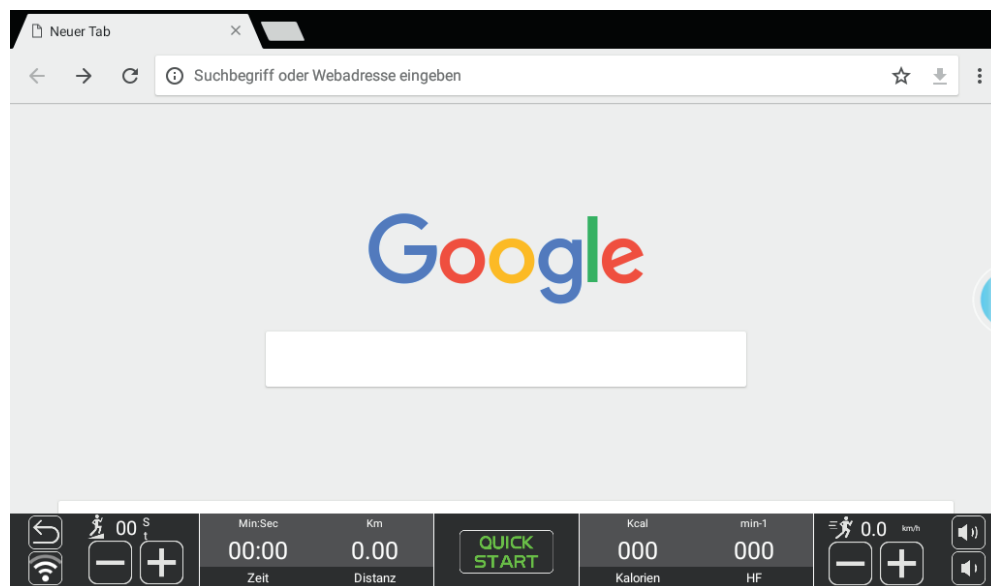 Neuer Tab
Suchbegriff oder Webadresse eingeben
Google
00 St
Min:Sec
00:00
Zeit
Km
0.00
Distanz
QUICK
START
Kcal
000
Kalorien
min-1
000
HF
0.0 km/h